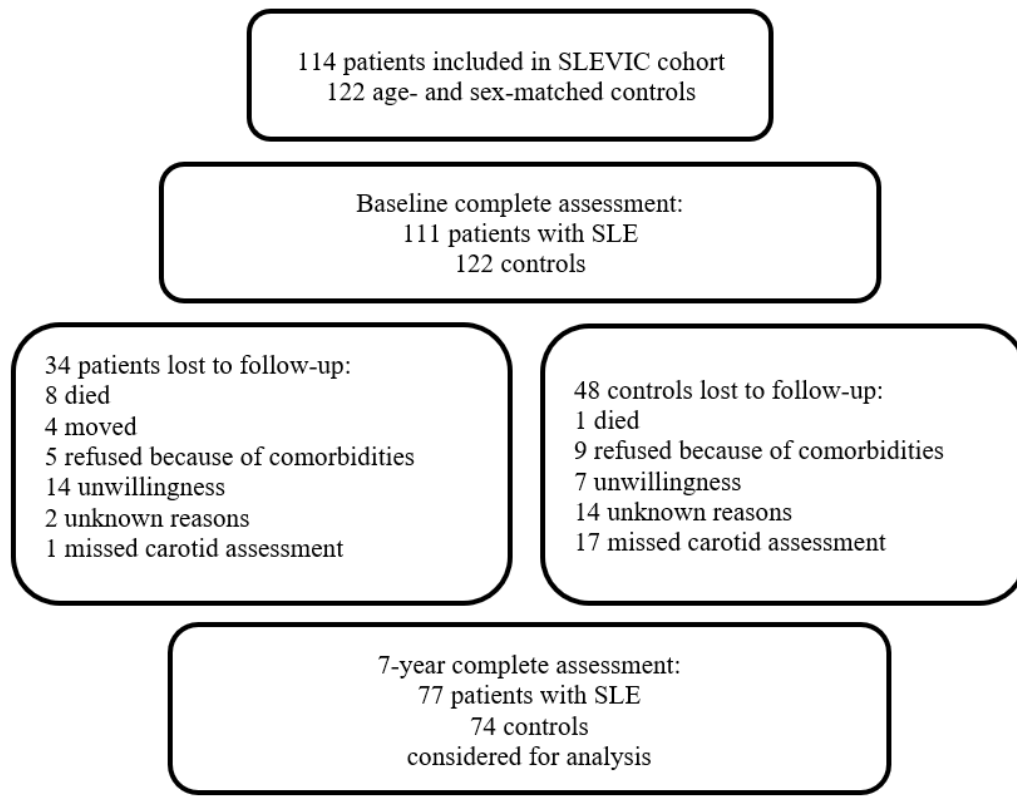 114 patients included in SLEVIC cohort
122 age- and sex-matched controls
Baseline complete assessment:
111 patients with SLE
122 controls
34 patients lost to follow-up:
8 died
4 moved
5 refused because of comorbidities
14 unwillingness
2 unknown reasons
1 missed carotid assessment
48 controls lost to follow-up:
1 died
9 refused because of comorbidities
7 unwillingness
14 unknown reasons
17 missed carotid assessment
7-year complete assessment:
77 patients with SLE
74 controls
considered for analysis